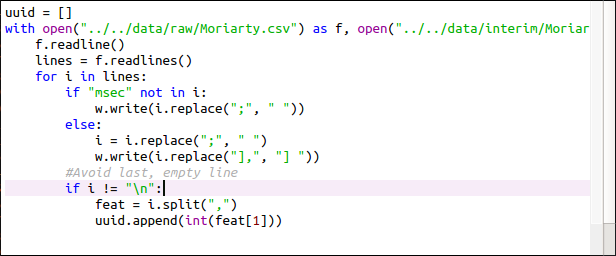 uuid = []
with open("../../data/raw/Moriarty.csv") as f, open("../../data/interim/Moriar
    f.readline()
    lines = f.readlines()
    for i in lines:
        if "msec" not in i:
            w.write(i.replace(";", " "))
        else:
            i = i.replace(";", " ")
            w.write(i.replace("],", "] "))
        #Avoid last, empty line
        if i != "\n":
            feat = i.split(",")
            uuid.append(int(feat[1]))